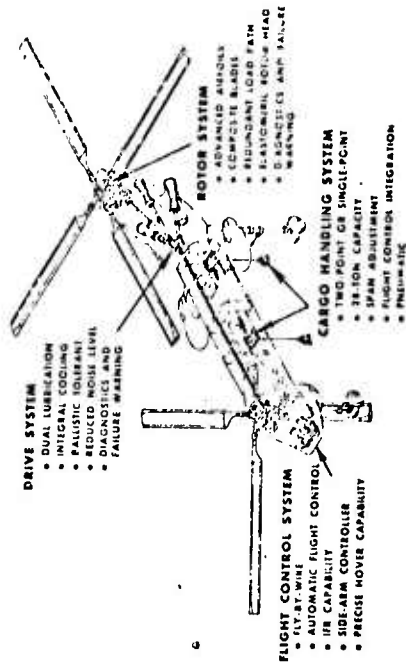 DRIVE SYSTEM
• DUAL LUBRICATION
• INTEGRAL COOLING
• BALLISTIC TOLERANT
• REDUCED NOISE LEVEL
• DIAGNOSTICS AND
FAILURE WARNING
ROTOR SYSTEM
• ADVANCED AIRFOILS
• COMPOSITE BLADES
• REDUNDANT LOAD PATH
• ELASTOMERIC ROTOR HEAD
• DIAGNOSTICS AND FAILURE
WARNING
FLIGHT CONTROL SYSTEM
• FLY-BY-WIRE
• AUTOMATIC FLIGHT CONTROL
• IFR CAPABILITY
• SIDE-ARM CONTROLLER
• PRECISE HOVER CAPABILITY
CARGO HANDLING SYSTEM
• TWO-POINT OR SINGLE-POINT
• 28-TON CAPACITY
• SPAN ADJUSTMENT
• FLIGHT CONTROL INTEGRATION
• PNEUMATIC